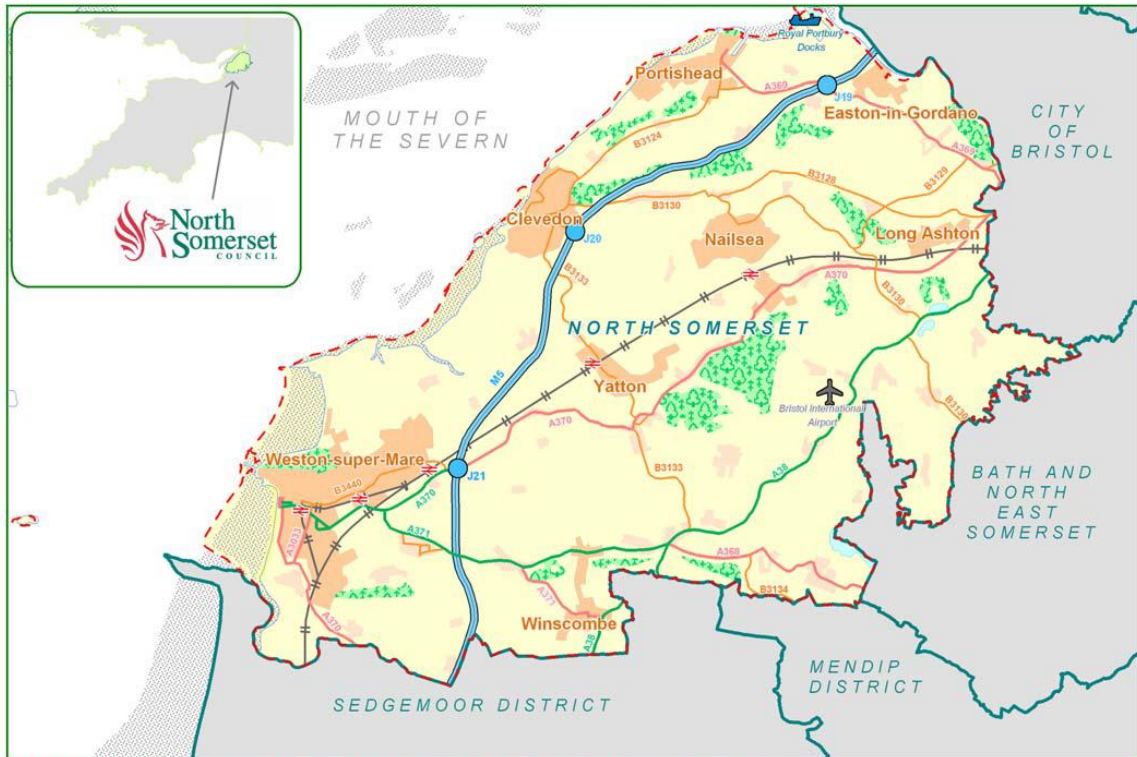 North
Somerset
COUNCIL
MOUTH OF
THE SEVERN
Royal Portbury
Docks
Portishead
A369
J19
Easton-in-Gordano
CITY
OF
BRISTOL
A369
B3124
B3128
B3129
B3130
Clevedon
J20
Nailsea
Long Ashton
B3133
A370
B3130
NORTH SOMERSET
M5
Yatton
Bristol International
Airport
B3130
A370
Weston-super-Mare
B3440
A370
J21
B3133
A38
BATH AND
NORTH
EAST
SOMERSET
A3033
A371
A368
A371
B3134
Winscombe
A370
A38
MENDIP
DISTRICT
SEDGEMOOR DISTRICT